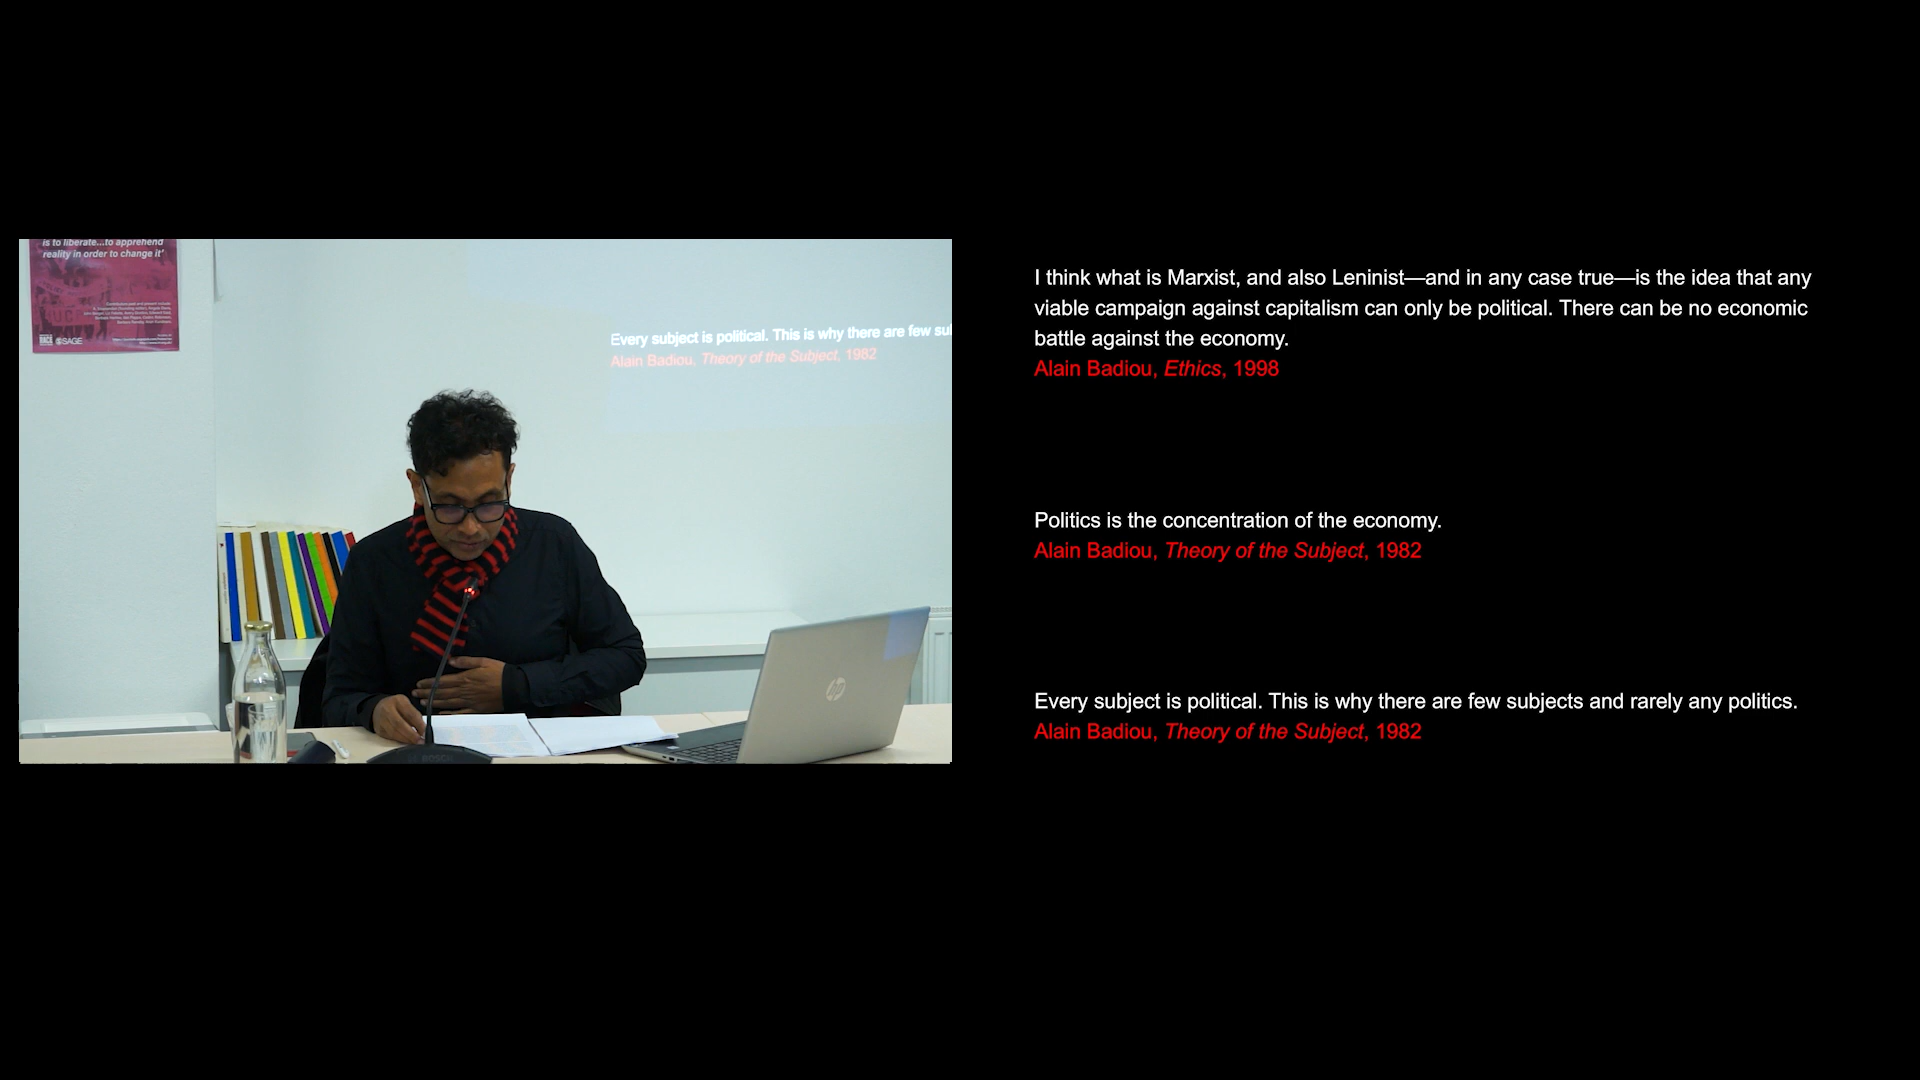 is to liberate...to apprehend
reality in order to change it'
SAGE
Every subject is political. This is why there are few su
Alain Badiou, Theory of the Subject, 1982
hp
BOSCH
I think what is Marxist, and also Leninist—and in any case true—is the idea that any
viable campaign against capitalism can only be political. There can be no economic
battle against the economy.
Alain Badiou, Ethics, 1998
Politics is the concentration of the economy.
Alain Badiou, Theory of the Subject, 1982
Every subject is political. This is why there are few subjects and rarely any politics.
Alain Badiou, Theory of the Subject, 1982